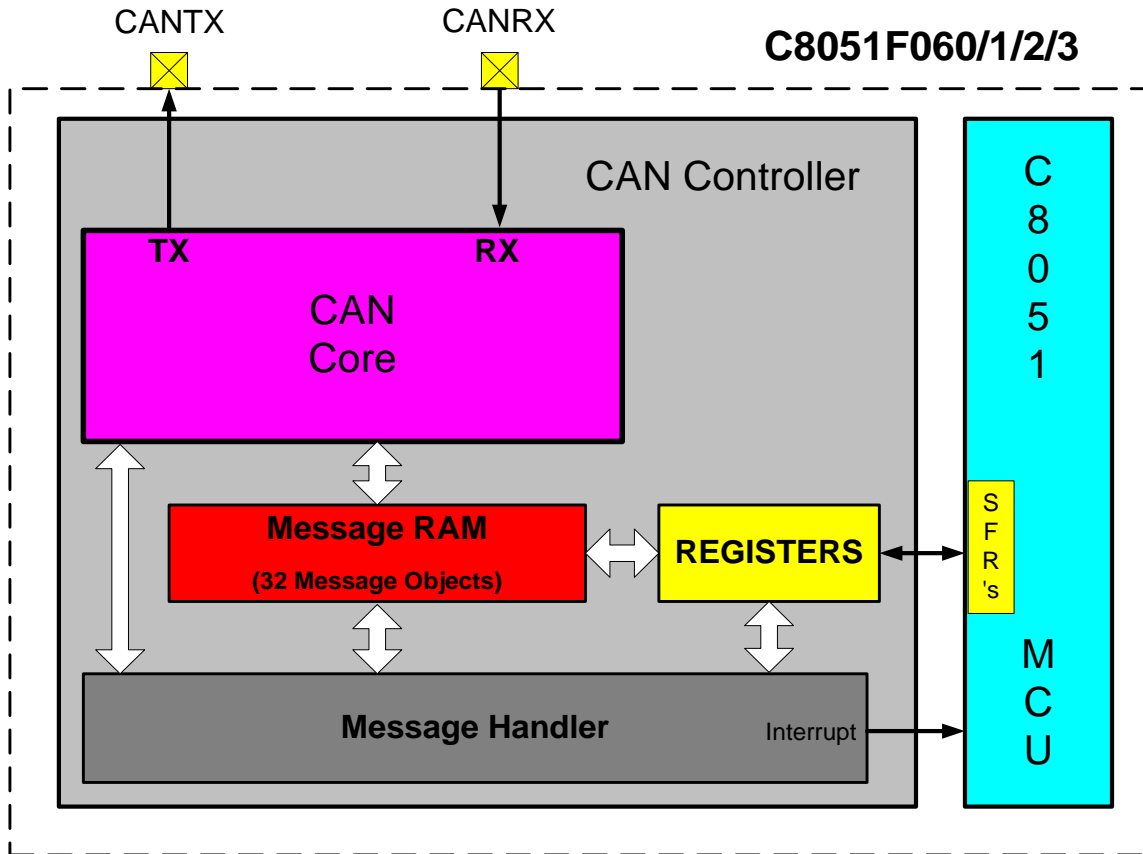 CANTX
CANRX
C8051F060/1/2/3
CAN Controller
TX
RX
CAN
Core
Message RAM
(32 Message Objects)
REGISTERS
Message Handler
Interrupt
C
8
0
5
1
S
F
R
's
M
C
U